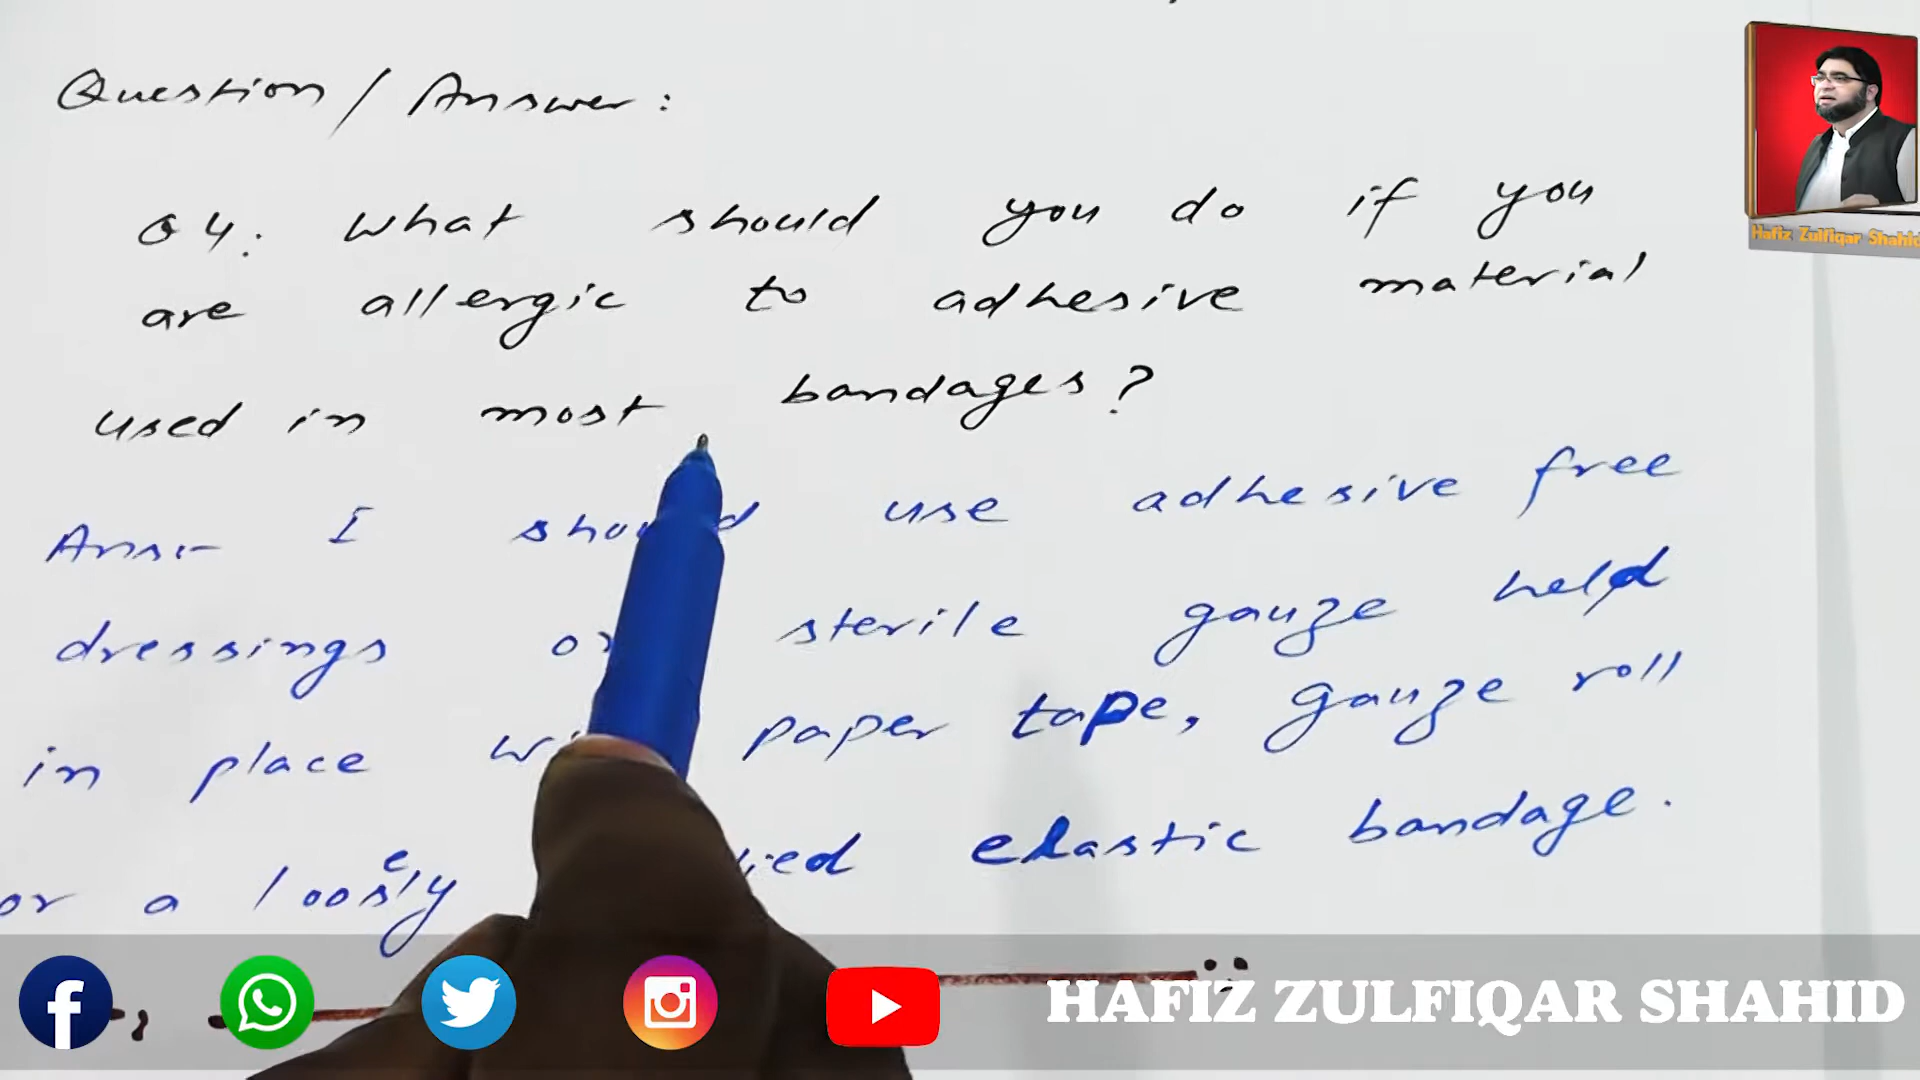 Question / Answer:
Q4. What should you do if you
are allergic to adhesive material
used in most bandages?
Ans:- I should use adhesive free
dressings or sterile gauze held
in place paper tape, gauze roll
or a loosely elastic bandage.
Hafiz Zulfiqar Shahid
HAFIZ ZULFIQAR SHAHID